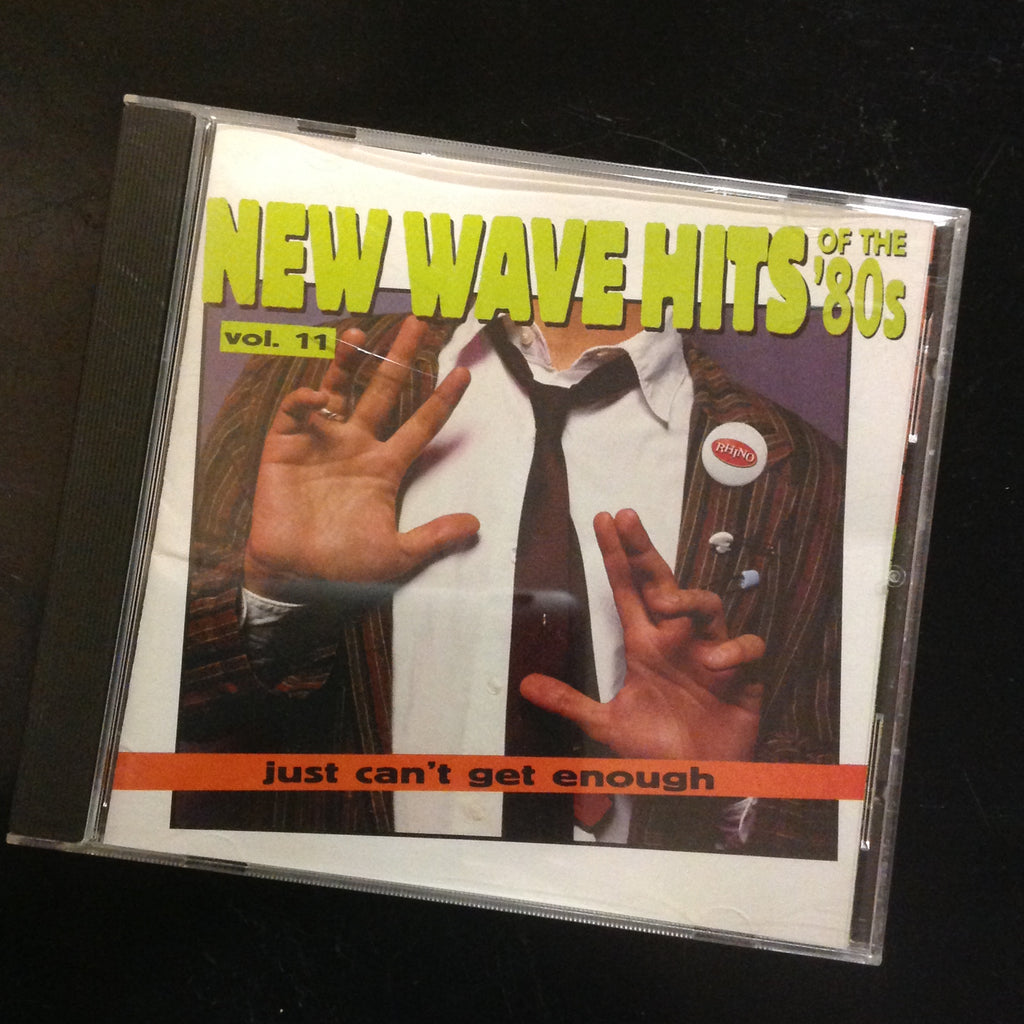 NEW WAVE HITS OF THE '80s
vol. 11
RHINO
just can't get enough